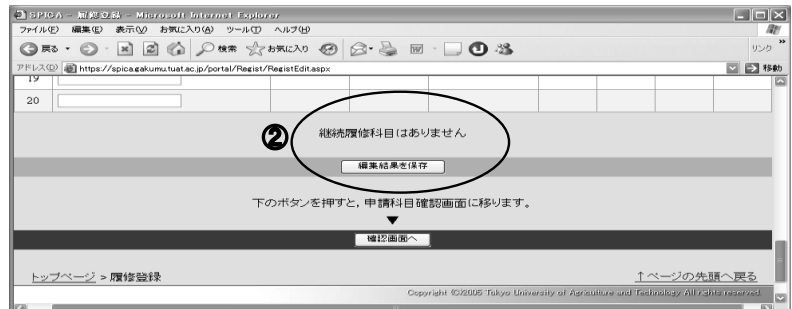 SPICA - 履修登録 - Microsoft Internet Explorer
ファイル(F) 編集(E) 表示(V) お気に入り(A) ツール(T) ヘルプ(H)
戻る 検索 お気に入り リンク »
アドレス(D) https://spica.gakumu.tuat.ac.jp/portal/Regist/RegistEdit.aspx 移動
19
20
② 継続履修科目はありません
編集結果を保存
下のボタンを押すと,申請科目確認画面に移ります。
▼
確認画面へ
トップページ > 履修登録 ↑ページの先頭へ戻る
Copyright (C)2005 Tokyo University of Agriculture and Technology All rights reserved.